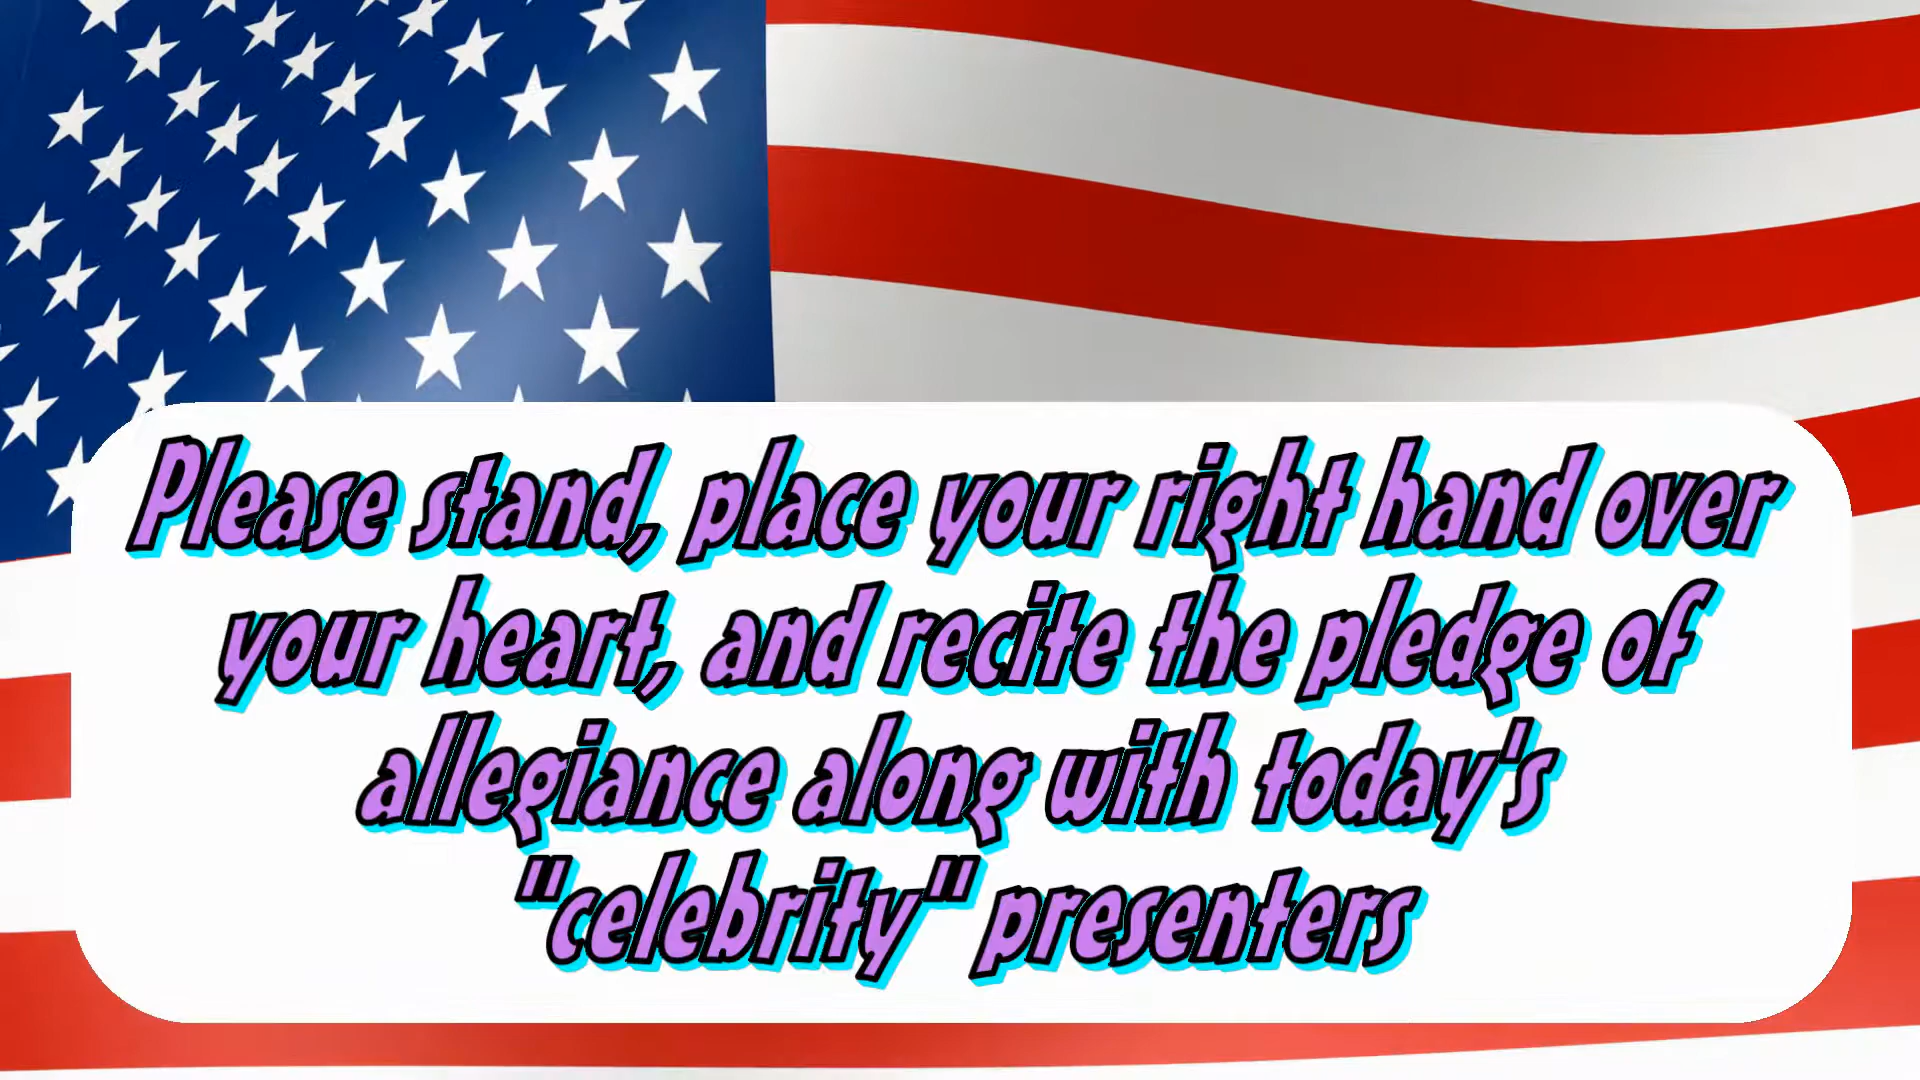 Please stand, place your right hand over
your heart, and recite the pledge of
allegiance along with today's
"celebrity" presenters